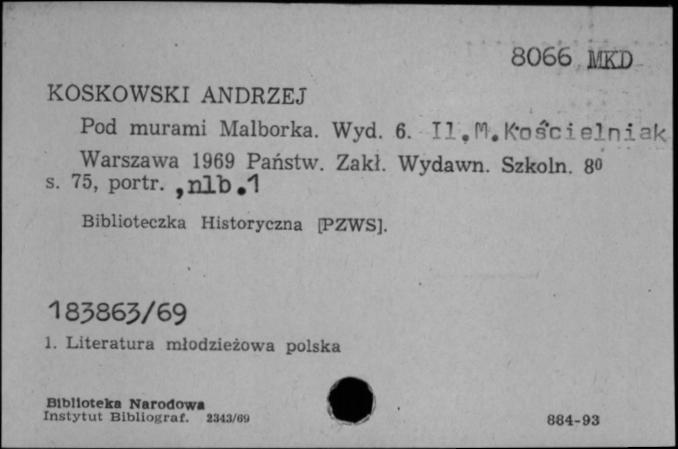 8066 MKD
KOSKOWSKI ANDRZEJ
Pod murami Malborka. Wyd. 6. Il.M.Kościelniak
Warszawa 1969 Państw. Zakł. Wydawn. Szkoln. 8⁰
s. 75, portr. ,nlb.1
Biblioteczka Historyczna [PZWS].
183863/69
1. Literatura młodzieżowa polska
Biblioteka Narodowa
Instytut Bibliograf. 2343/69
884-93